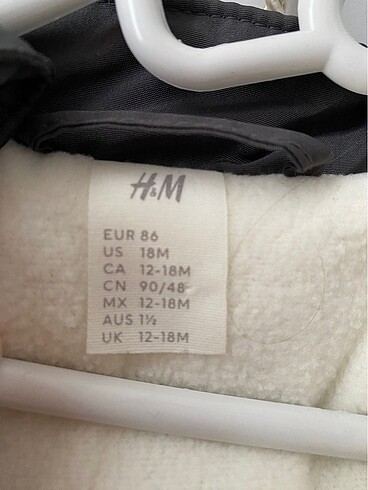 H&M
EUR 86
US 18M
CA 12-18M
CN 90/48
MX 12-18M
AUS 1½
UK 12-18M